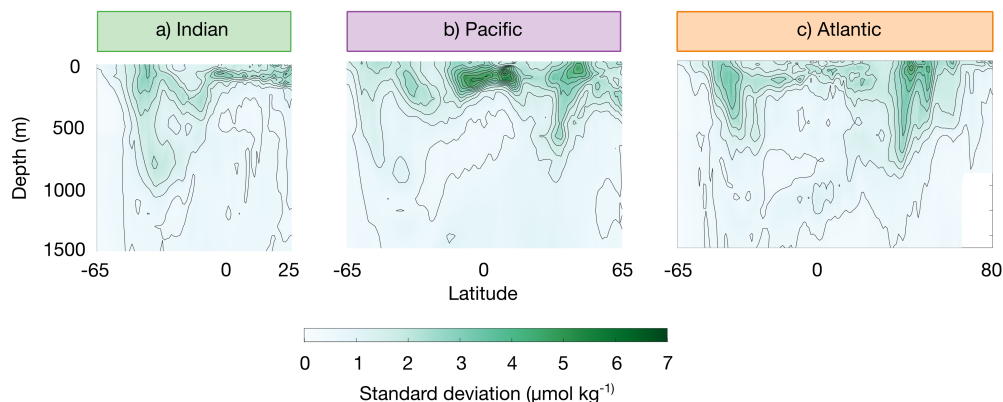 a) Indian
b) Pacific
c) Atlantic
Depth (m)
0
500
1000
1500
-65 0 25
-65 0 65
-65 0 80
Latitude
0 1 2 3 4 5 6 7
Standard deviation (μmol kg⁻¹⁾